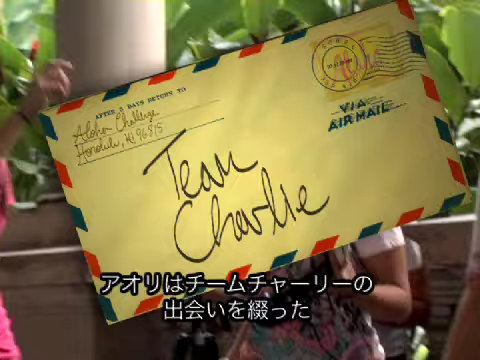 AFTER 5 DAYS RETURN TO
Aloha Challenge
Honolulu, HI 96815
VIA
AIR MAIL
Team
Charlie
アオリはチームチャーリーの
出会いを綴った